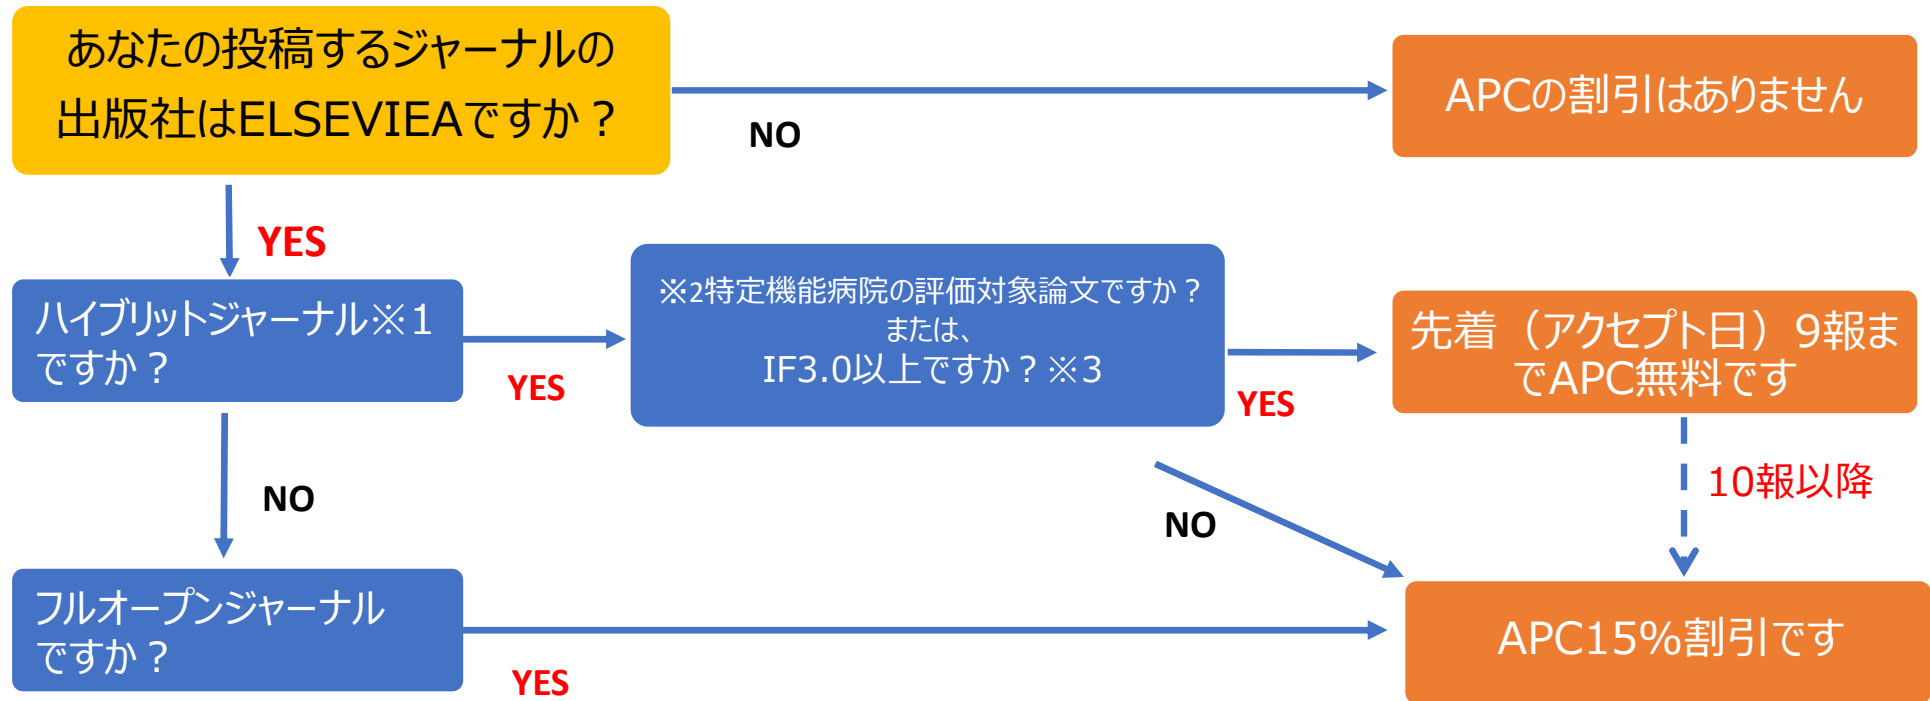 あなたの投稿するジャーナルの
出版社はELSEVIEAですか？
NO
APCの割引はありません
YES
ハイブリットジャーナル※1
ですか？
YES
※2特定機能病院の評価対象論文ですか？
または、
IF3.0以上ですか？※3
YES
先着（アクセプト日）9報ま
でAPC無料です
10報以降
NO
NO
フルオープンジャーナル
ですか？
YES
APC15%割引です